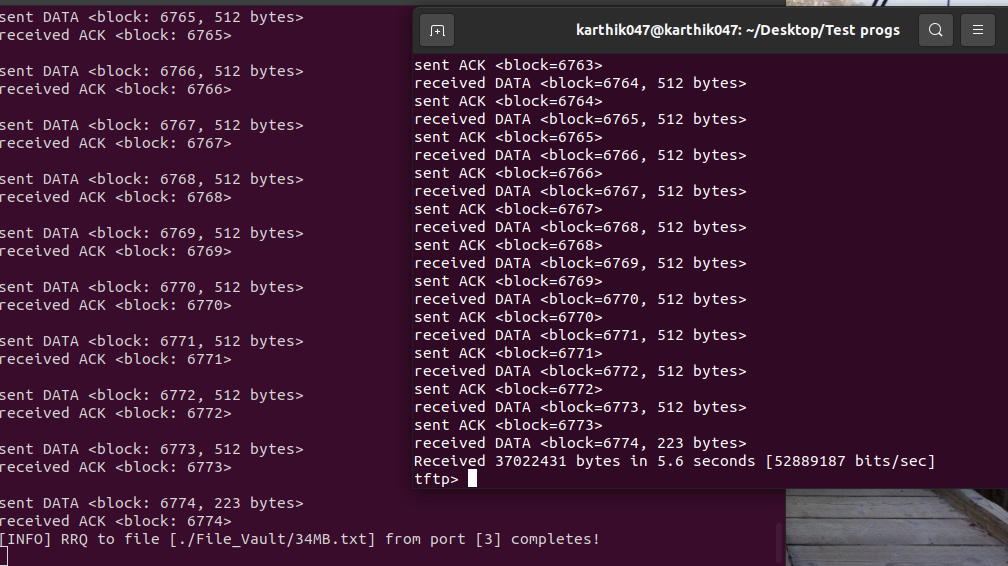 sent DATA <block: 6765, 512 bytes>
received ACK <block: 6765>
sent DATA <block: 6766, 512 bytes>
received ACK <block: 6766>
sent DATA <block: 6767, 512 bytes>
received ACK <block: 6767>
sent DATA <block: 6768, 512 bytes>
received ACK <block: 6768>
sent DATA <block: 6769, 512 bytes>
received ACK <block: 6769>
sent DATA <block: 6770, 512 bytes>
received ACK <block: 6770>
sent DATA <block: 6771, 512 bytes>
received ACK <block: 6771>
sent DATA <block: 6772, 512 bytes>
received ACK <block: 6772>
sent DATA <block: 6773, 512 bytes>
received ACK <block: 6773>
sent DATA <block: 6774, 223 bytes>
received ACK <block: 6774>
[INFO] RRQ to file [./File_Vault/34MB.txt] from port [3] completes!
karthik047@karthik047: ~/Desktop/Test progs
sent ACK <block=6763>
received DATA <block=6764, 512 bytes>
sent ACK <block=6764>
received DATA <block=6765, 512 bytes>
sent ACK <block=6765>
received DATA <block=6766, 512 bytes>
sent ACK <block=6766>
received DATA <block=6767, 512 bytes>
sent ACK <block=6767>
received DATA <block=6768, 512 bytes>
sent ACK <block=6768>
received DATA <block=6769, 512 bytes>
sent ACK <block=6769>
received DATA <block=6770, 512 bytes>
sent ACK <block=6770>
received DATA <block=6771, 512 bytes>
sent ACK <block=6771>
received DATA <block=6772, 512 bytes>
sent ACK <block=6772>
received DATA <block=6773, 512 bytes>
sent ACK <block=6773>
received DATA <block=6774, 223 bytes>
Received 37022431 bytes in 5.6 seconds [52889187 bits/sec]
tftp>